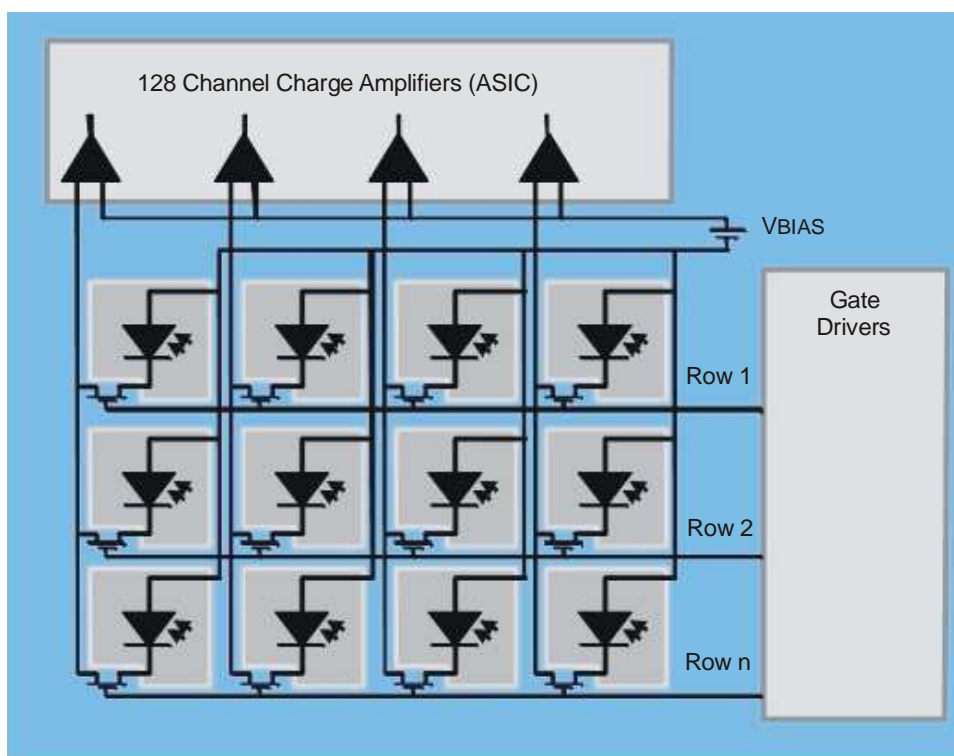 128 Channel Charge Amplifiers (ASIC)
VBIAS
Gate
Drivers
Row 1
Row 2
Row n